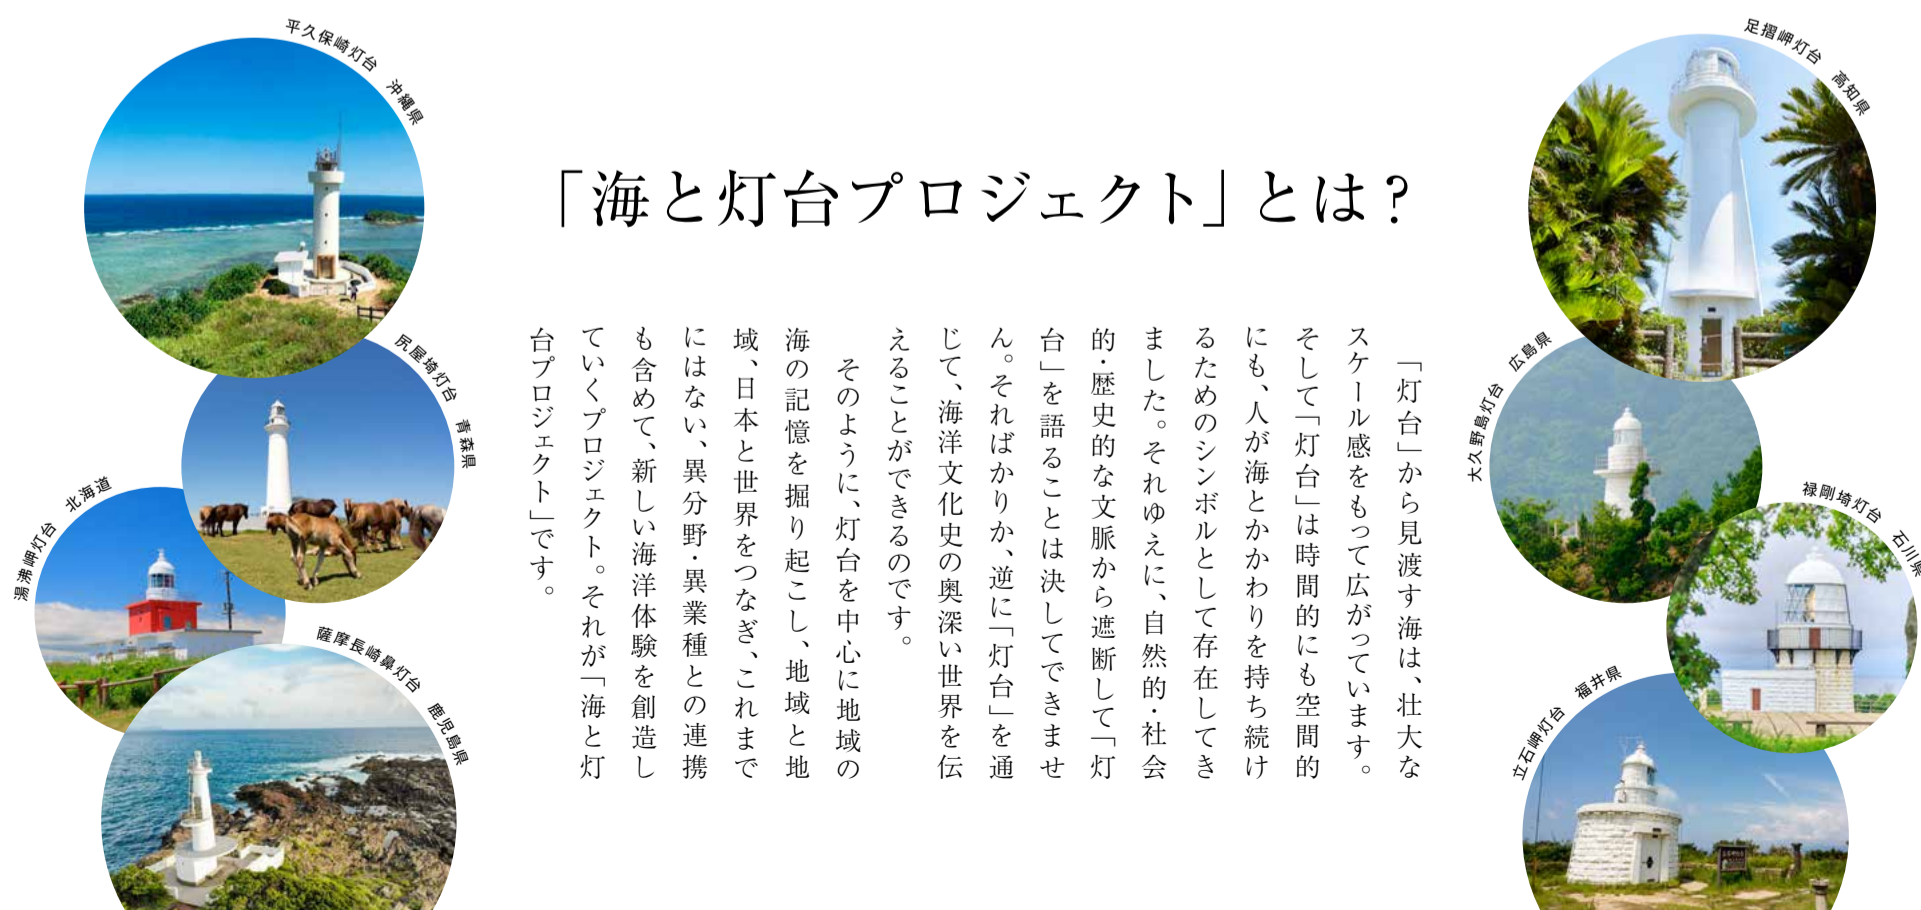 「海と灯台プロジェクト」とは?
「灯台」から見渡す海は、壮大な
スケール感をもって広がっています。
そして「灯台」は時間的にも空間的
にも、人が海とかかわりを持ち続け
るためのシンボルとして存在してき
ました。それゆえに、自然的・社会
的・歴史的な文脈から遮断して「灯
台」を語ることは決してできませ
ん。そればかりか、逆に「灯台」を通
じて、海洋文化史の奥深い世界を伝
えることができるのです。
そのように、灯台を中心に地域の
海の記憶を掘り起こし、地域と地
域、日本と世界をつなぎ、これまで
にはない、異分野・異業種との連携
も含めて、新しい海洋体験を創造し
ていくプロジェクト。それが「海と灯
台プロジェクト」です。
平久保崎灯台 沖縄県
尻屋埼灯台 青森県
湯沸岬灯台 北海道
薩摩長崎鼻灯台 鹿児島県
足摺岬灯台 高知県
大久野島灯台 広島県
禄剛埼灯台 石川県
立石岬灯台 福井県